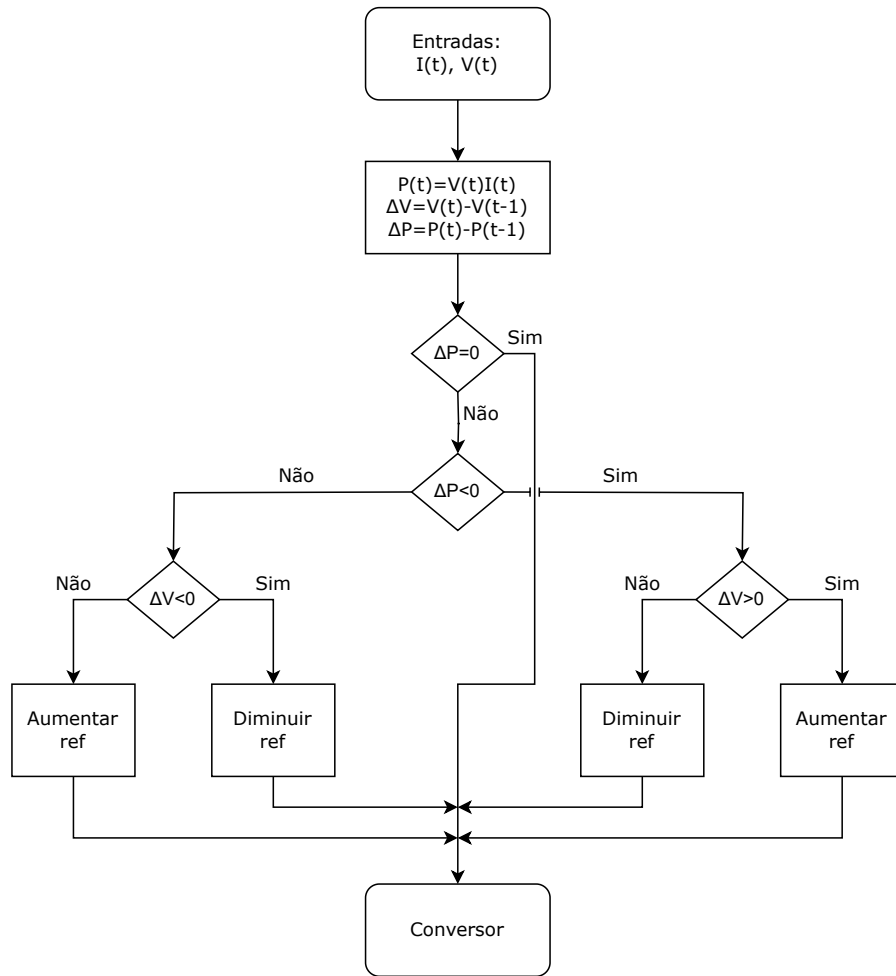 Entradas:
I(t), V(t)
P(t)=V(t)I(t)
ΔV=V(t)-V(t-1)
ΔP=P(t)-P(t-1)
ΔP=0
Sim
Não
ΔP<0
Não
Sim
ΔV<0
Não
Sim
ΔV>0
Não
Sim
Aumentar
ref
Diminuir
ref
Diminuir
ref
Aumentar
ref
Conversor